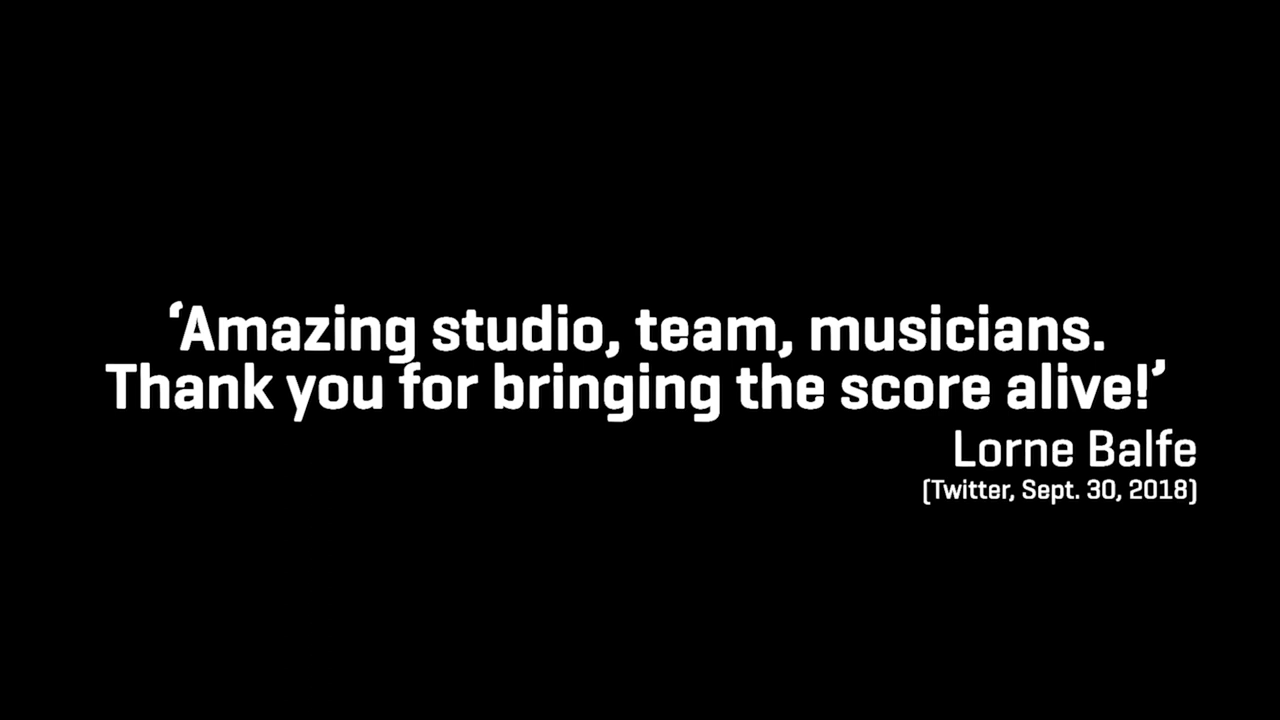 ‘Amazing studio, team, musicians.
Thank you for bringing the score alive!’
Lorne Balfe
(Twitter, Sept. 30, 2018)